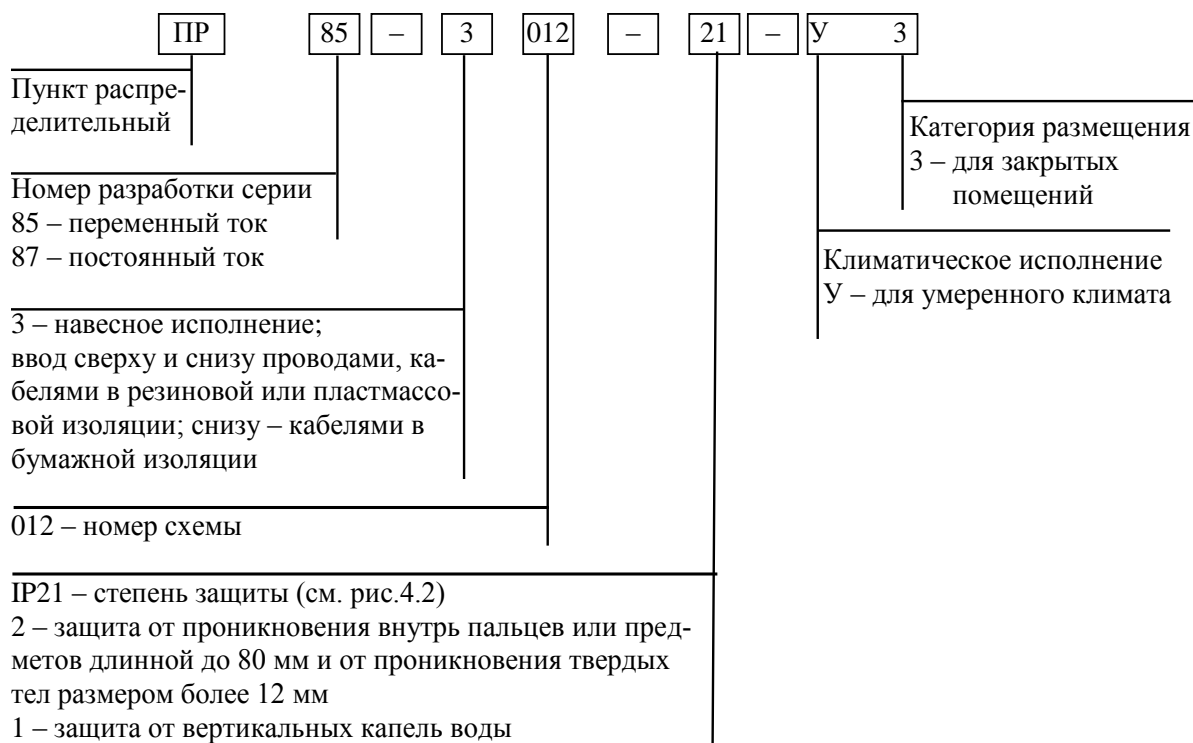 ПР 85 – 3 012 – 21 – У 3
Пункт распре-
делительный
Категория размещения
3 – для закрытых
помещений
Номер разработки серии
85 – переменный ток
87 – постоянный ток
Климатическое исполнение
У – для умеренного климата
3 – навесное исполнение;
ввод сверху и снизу проводами, ка-
белями в резиновой или пластмассо-
вой изоляции; снизу – кабелями в
бумажной изоляции
012 – номер схемы
IP21 – степень защиты (см. рис.4.2)
2 – защита от проникновения внутрь пальцев или пред-
метов длинной до 80 мм и от проникновения твердых
тел размером более 12 мм
1 – защита от вертикальных капель воды